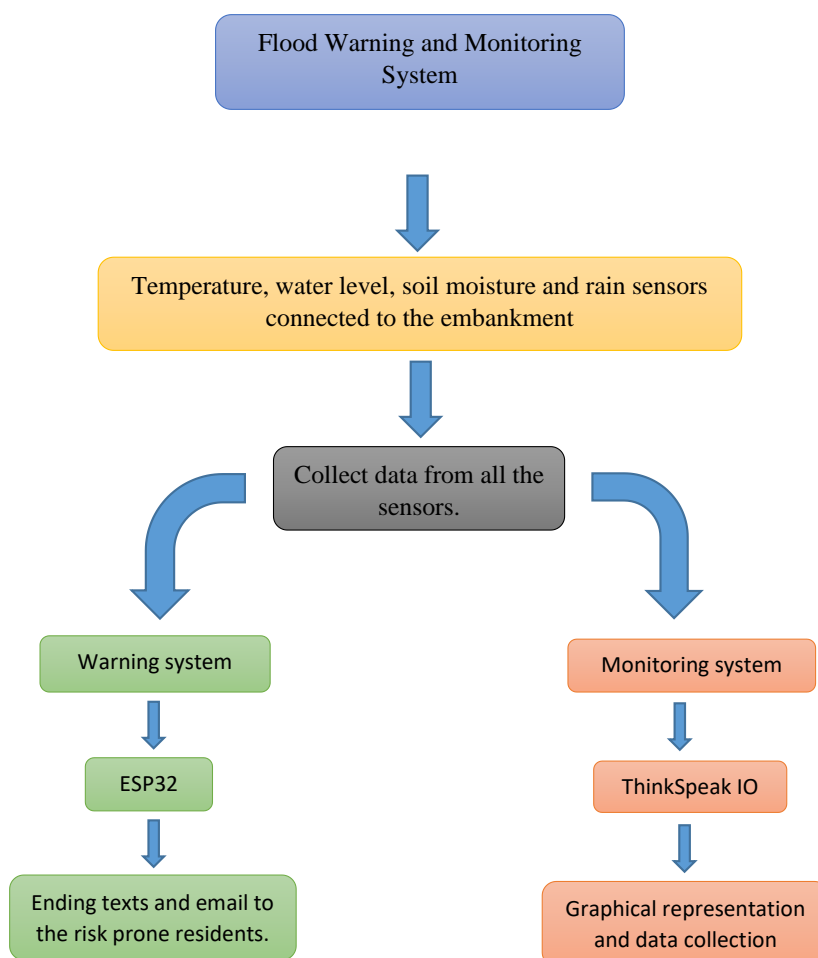 Flood Warning and Monitoring
System
Temperature, water level, soil moisture and rain sensors
connected to the embankment
Collect data from all the
sensors.
Warning system
Monitoring system
ESP32
ThinkSpeak IO
Ending texts and email to
the risk prone residents.
Graphical representation
and data collection